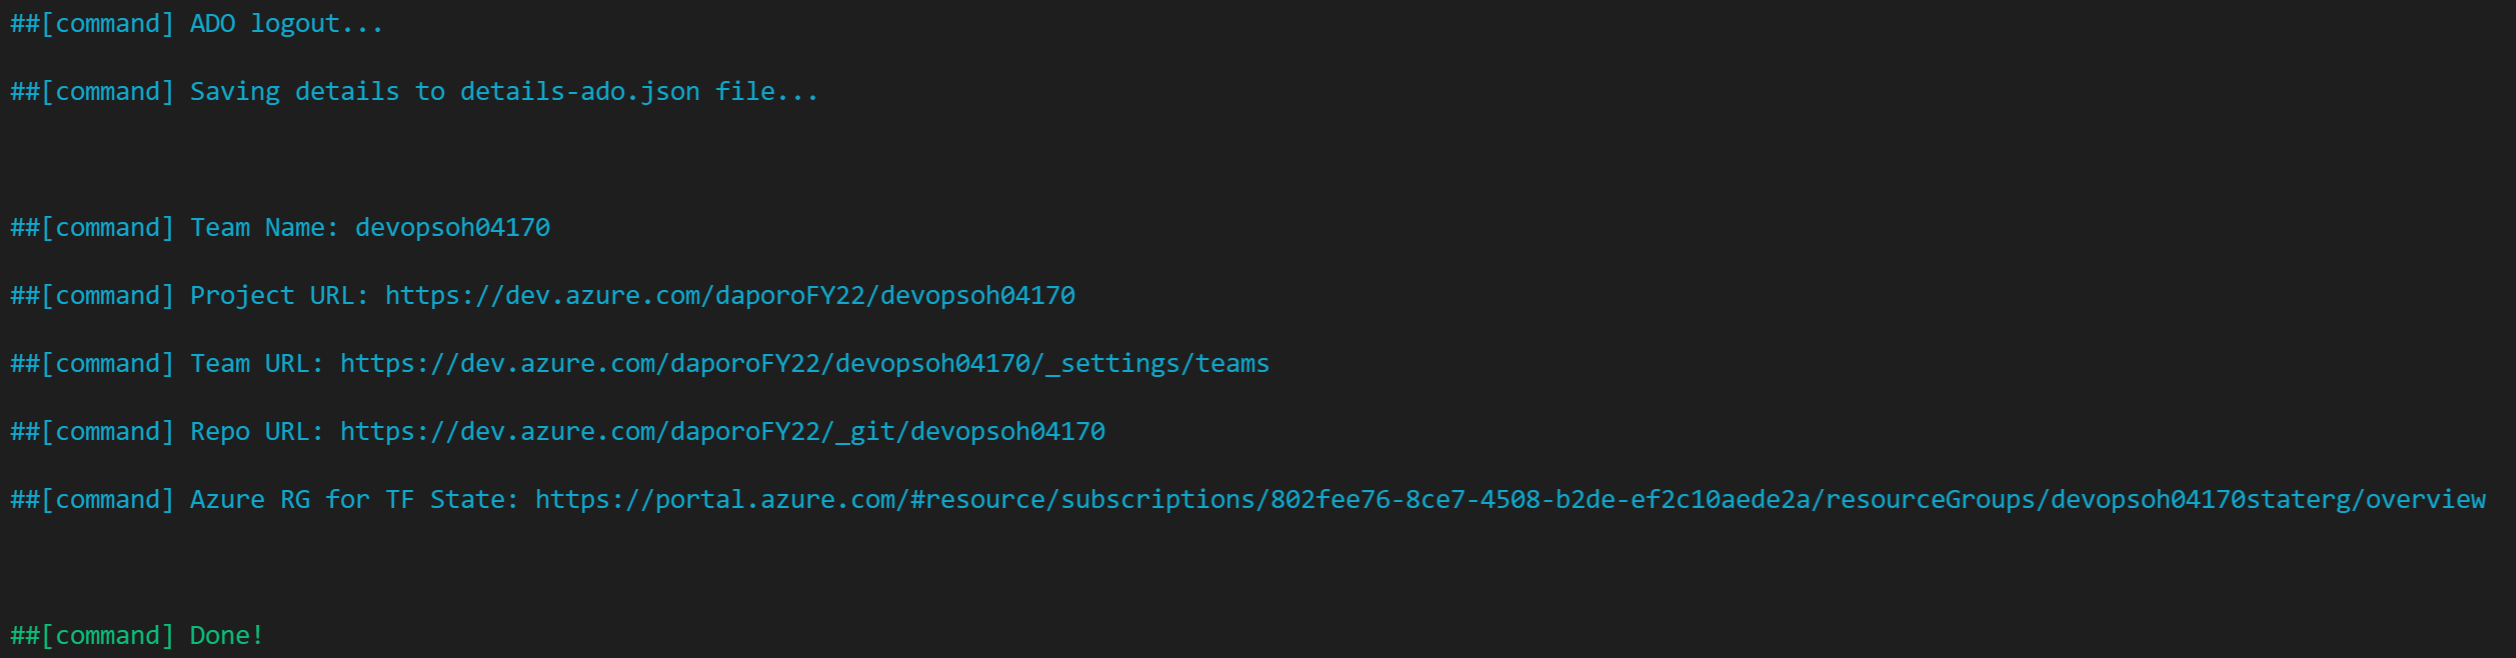 ##[command] ADO logout...
##[command] Saving details to details-ado.json file...
##[command] Team Name: devopsoh04170
##[command] Project URL: https://dev.azure.com/daporoFY22/devopsoh04170
##[command] Team URL: https://dev.azure.com/daporoFY22/devopsoh04170/_settings/teams
##[command] Repo URL: https://dev.azure.com/daporoFY22/_git/devopsoh04170
##[command] Azure RG for TF State: https://portal.azure.com/#resource/subscriptions/802fee76-8ce7-4508-b2de-ef2c10aede2a/resourceGroups/devopsoh04170staterg/overview
##[command] Done!